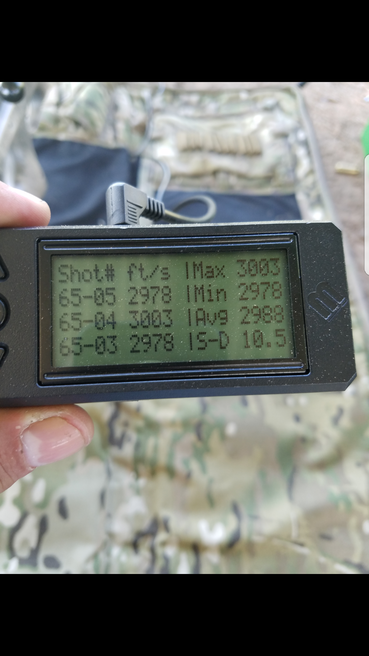 Shot# ft/s |Max 3003
65-05 2978 |Min 2978
65-04 3003 |Avg 2988
65-03 2978 |S-D 10.5